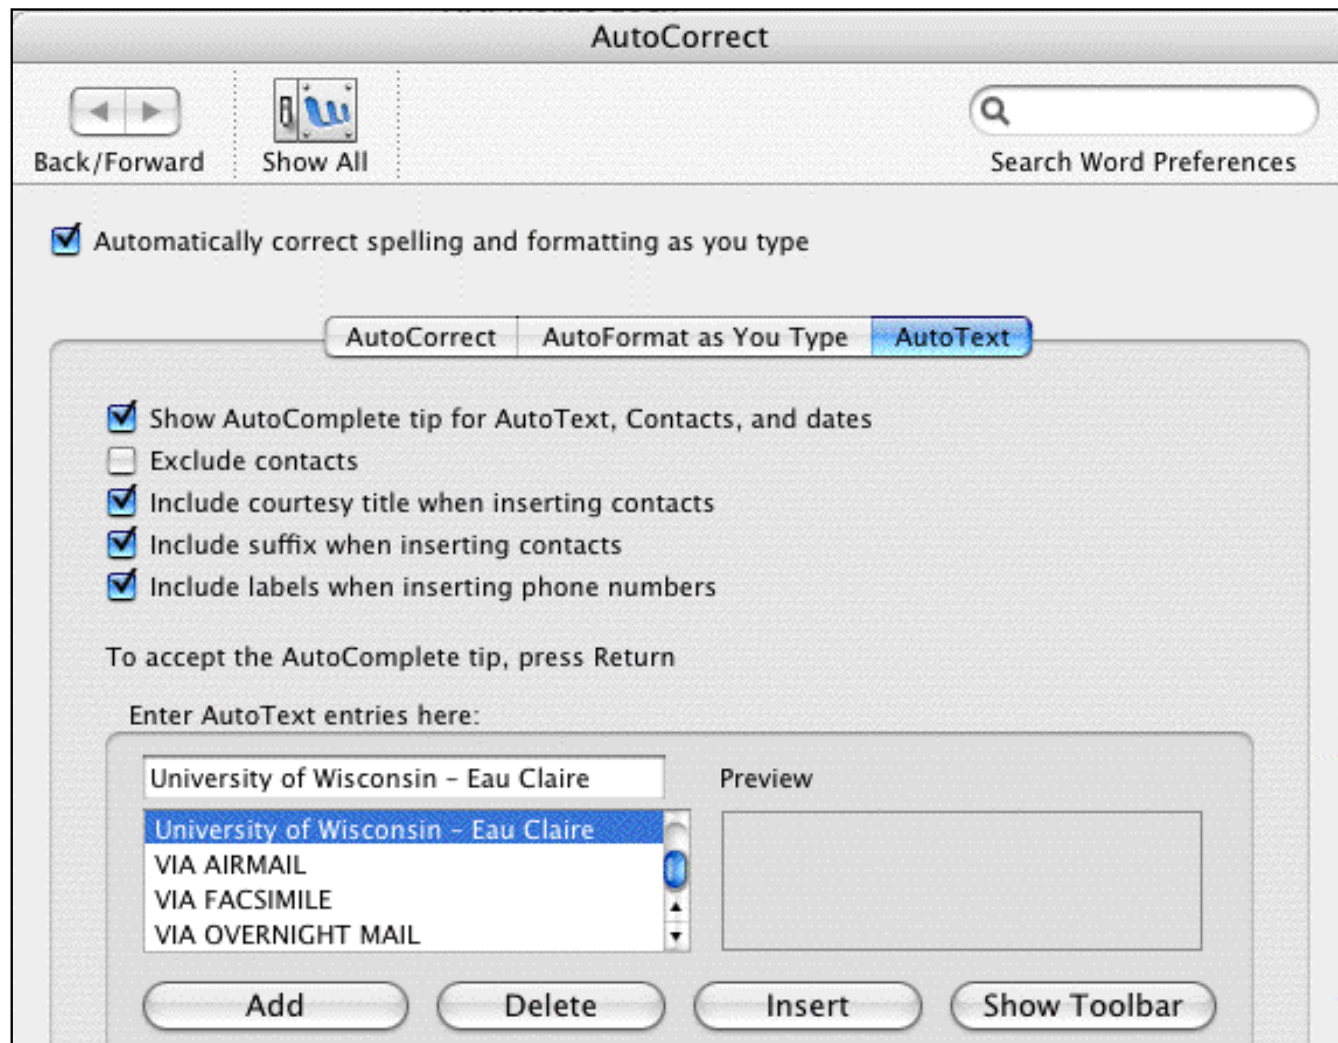 AutoCorrect
Back/Forward
Show All
Search Word Preferences
Automatically correct spelling and formatting as you type
AutoCorrect
AutoFormat as You Type
AutoText
Show AutoComplete tip for AutoText, Contacts, and dates
Exclude contacts
Include courtesy title when inserting contacts
Include suffix when inserting contacts
Include labels when inserting phone numbers
To accept the AutoComplete tip, press Return
Enter AutoText entries here:
University of Wisconsin – Eau Claire
Preview
University of Wisconsin – Eau Claire
VIA AIRMAIL
VIA FACSIMILE
VIA OVERNIGHT MAIL
Add
Delete
Insert
Show Toolbar